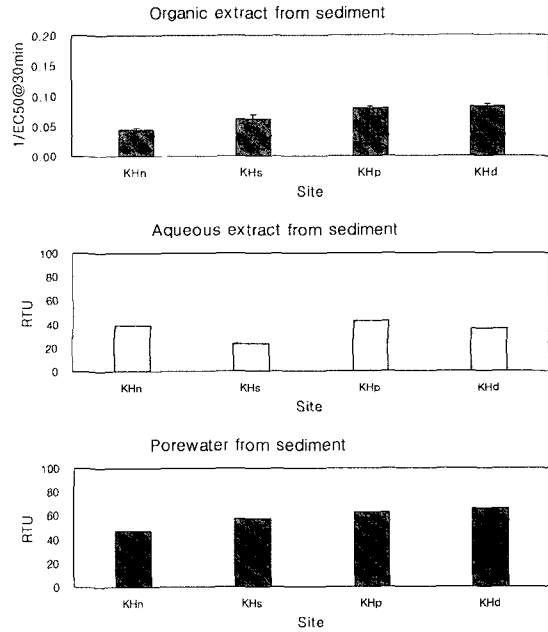 Organic extract from sediment
1/EC50@30min
0.20
0.15
0.10
0.05
0.00
KHn KHs KHp KHd
Site
Aqueous extract from sediment
RTU
100
80
60
40
20
0
KHn KHs KHp KHd
Site
Porewater from sediment
RTU
100
80
60
40
20
0
KHn KHs KHp KHd
Site